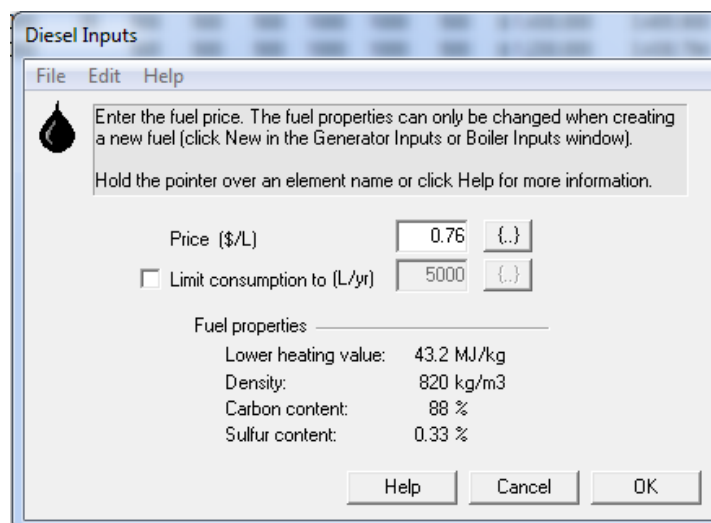 Diesel Inputs
File Edit Help
Enter the fuel price. The fuel properties can only be changed when creating
a new fuel (click New in the Generator Inputs or Boiler Inputs window).
Hold the pointer over an element name or click Help for more information.
Price ($/L) 0.76 {..}
Limit consumption to (L/yr) 5000 {..}
Fuel properties
Lower heating value: 43.2 MJ/kg
Density: 820 kg/m3
Carbon content: 88 %
Sulfur content: 0.33 %
Help Cancel OK